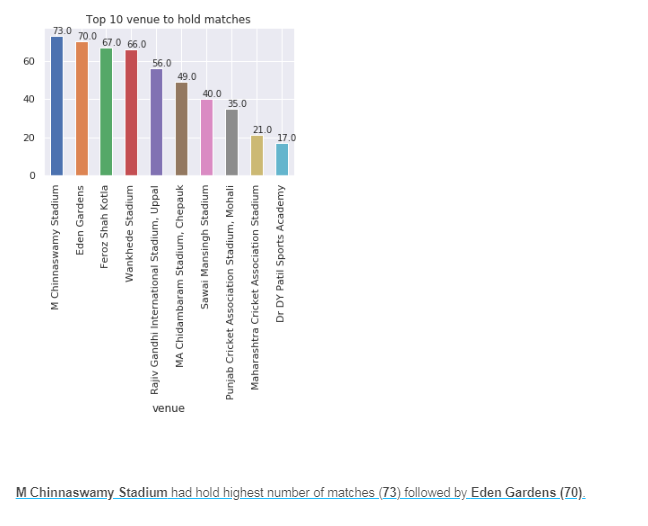 Top 10 venue to hold matches
73.0
70.0
67.0
66.0
56.0
49.0
40.0
35.0
21.0
17.0
60
40
20
0
M Chinnaswamy Stadium
Eden Gardens
Feroz Shah Kotla
Wankhede Stadium
Rajiv Gandhi International Stadium, Uppal
MA Chidambaram Stadium, Chepauk
Sawai Mansingh Stadium
Punjab Cricket Association Stadium, Mohali
Maharashtra Cricket Association Stadium
Dr DY Patil Sports Academy
venue
M Chinnaswamy Stadium had hold highest number of matches (73) followed by Eden Gardens (70).